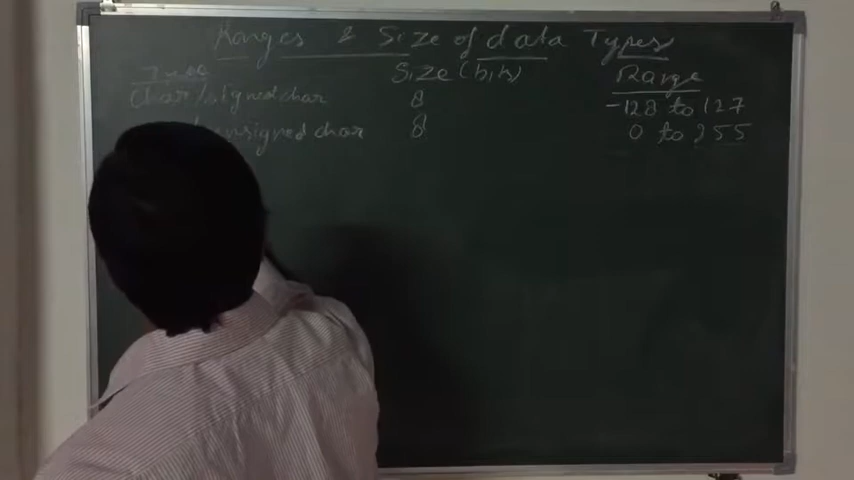 Ranges & Size of data Types
Type Size (bits) Range
char/signed char 8 -128 to 127
unsigned char 8 0 to 255